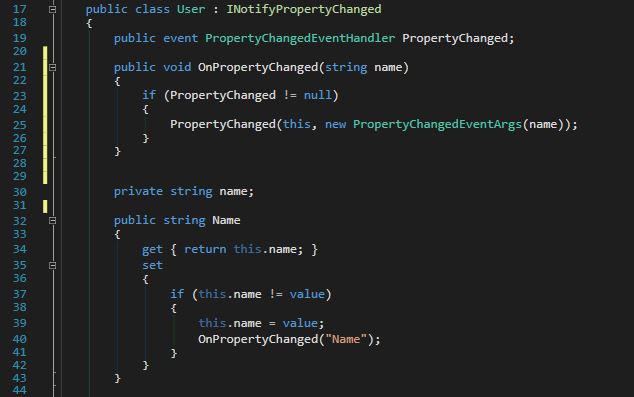 17 public class User : INotifyPropertyChanged
18 {
19 public event PropertyChangedEventHandler PropertyChanged;
20
21 public void OnPropertyChanged(string name)
22 {
23 if (PropertyChanged != null)
24 {
25 PropertyChanged(this, new PropertyChangedEventArgs(name));
26 }
27 }
28
29
30 private string name;
31
32 public string Name
33 {
34 get { return this.name; }
35 set
36 {
37 if (this.name != value)
38 {
39 this.name = value;
40 OnPropertyChanged("Name");
41 }
42 }
43 }
44